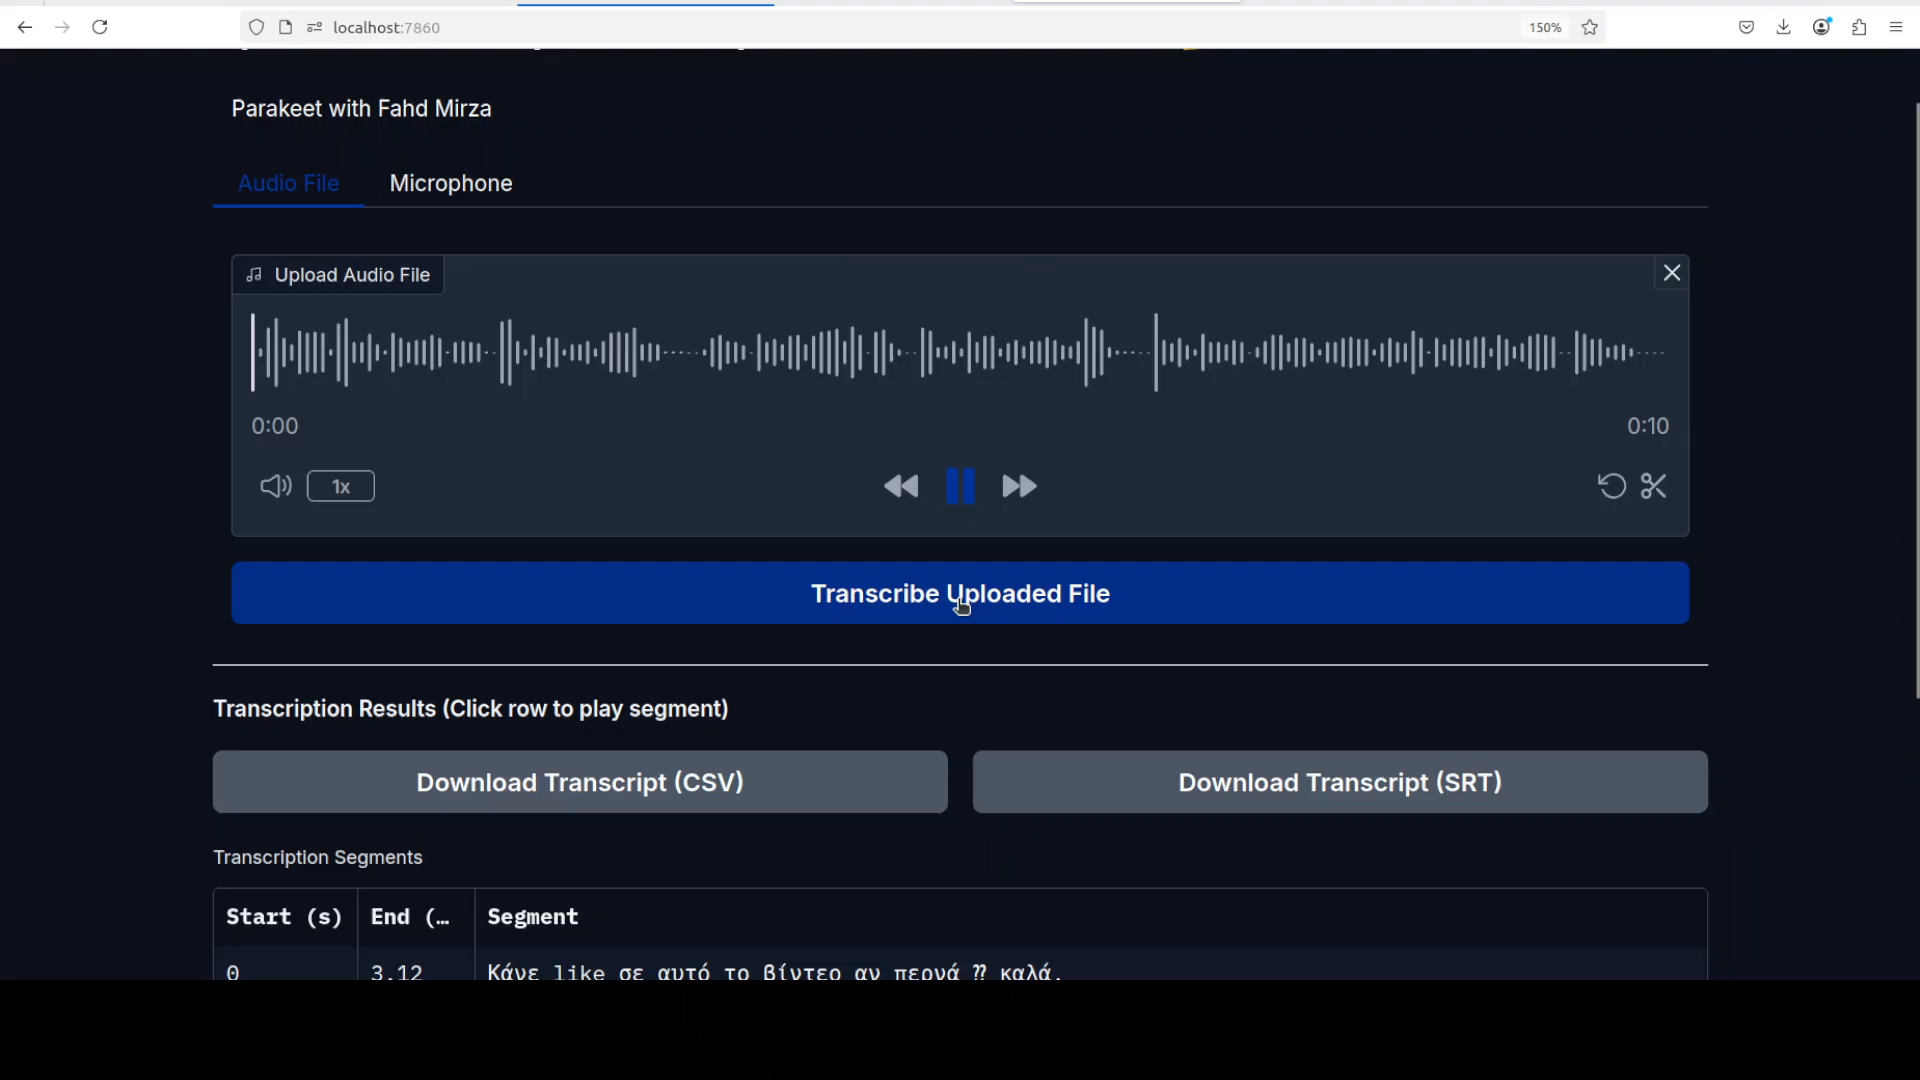 localhost:7860
150%
Parakeet with Fahd Mirza
Audio File
Microphone
Upload Audio File
0:00
0:10
1x
Transcribe Uploaded File
Transcription Results (Click row to play segment)
Download Transcript (CSV)
Download Transcript (SRT)
Transcription Segments
Start (s)
End (…
Segment
0
3.12
Κάνε like σε αυτό το βίντεο αν περνά ⁇ καλά.